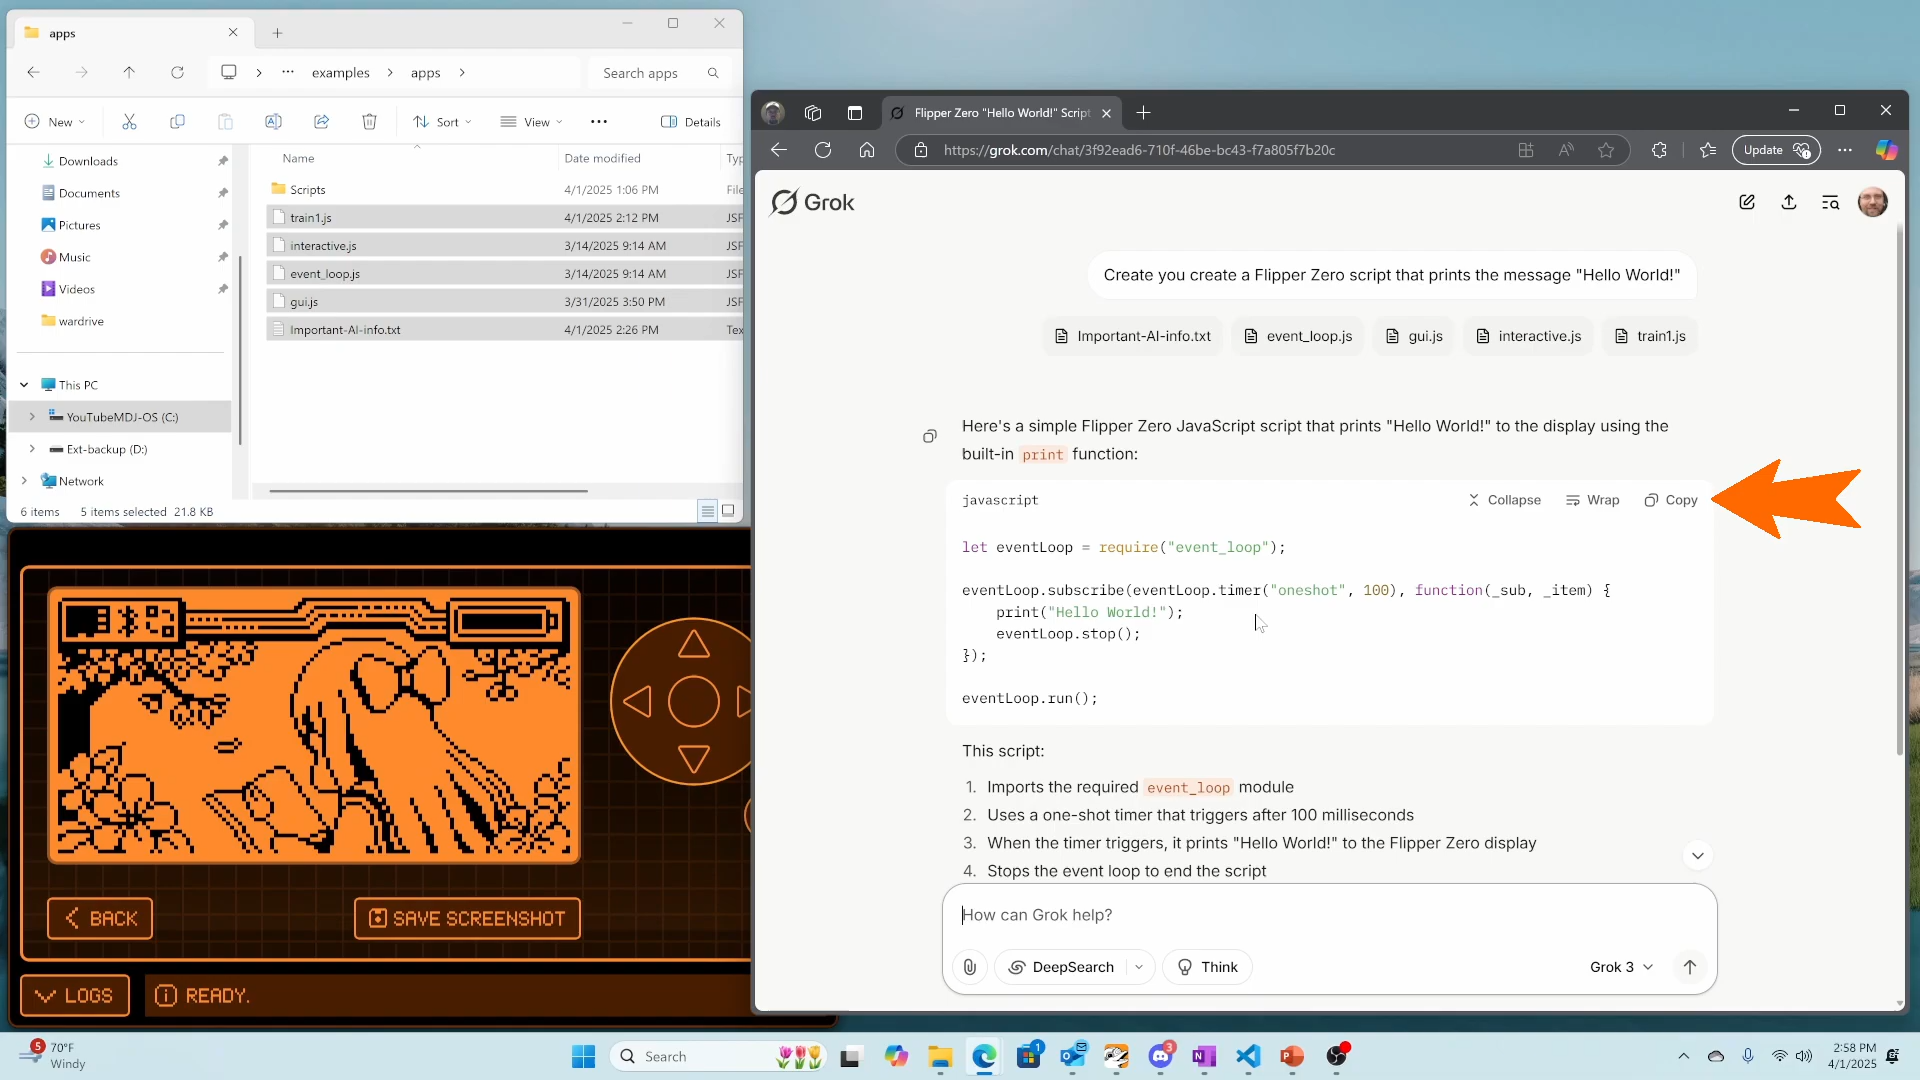 apps
examples
apps
Search apps
New
Sort
View
Details
Downloads
Documents
Pictures
Music
Videos
wardrive
This PC
YouTubeMDJ-OS (C:)
Ext-backup (D:)
Network
Name
Date modified
Scripts
4/1/2025 1:06 PM
File
train1.js
4/1/2025 2:12 PM
JSF
interactive.js
3/14/2025 9:14 AM
JSF
event_loop.js
3/14/2025 9:14 AM
JSF
gui.js
3/31/2025 3:50 PM
JSF
Important-AI-info.txt
4/1/2025 2:26 PM
6 items
5 items selected 21.8 KB
BACK
SAVE SCREENSHOT
LOGS
READY.
Flipper Zero "Hello World!" Script
https://grok.com/chat/3f92ead6-710f-46be-bc43-f7a805f7b20c
Update
Grok
Create you create a Flipper Zero script that prints the message "Hello World!"
Important-AI-info.txt
event_loop.js
gui.js
interactive.js
train1.js
Here's a simple Flipper Zero JavaScript script that prints "Hello World!" to the display using the
built-in print function:
javascript
Collapse
Wrap
Copy
let eventLoop = require("event_loop");
eventLoop.subscribe(eventLoop.timer("oneshot", 100), function(_sub, _item) {
print("Hello World!");
eventLoop.stop();
});
eventLoop.run();
This script:
1. Imports the required event_loop module
2. Uses a one-shot timer that triggers after 100 milliseconds
3. When the timer triggers, it prints "Hello World!" to the Flipper Zero display
4. Stops the event loop to end the script
How can Grok help?
DeepSearch
Think
Grok 3
5
70°F
Windy
Search
1
3
2:58 PM
4/1/2025